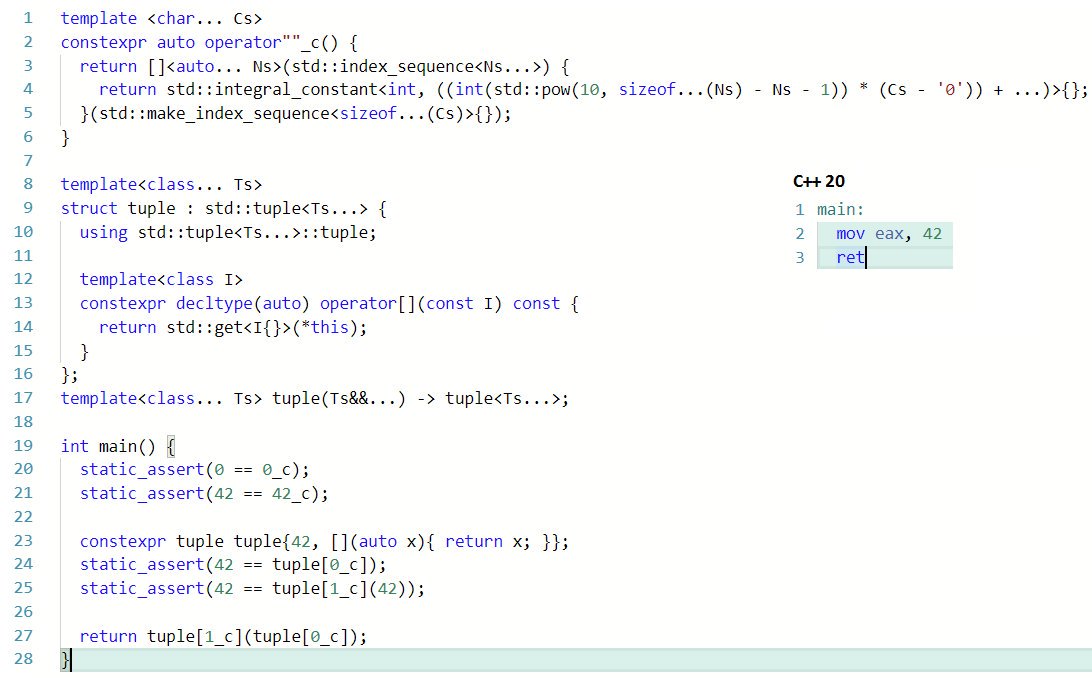 1 template <char... Cs>
2 constexpr auto operator""_c() {
3   return []<auto... Ns>(std::index_sequence<Ns...>) {
4     return std::integral_constant<int, ((int(std::pow(10, sizeof...(Ns) - Ns - 1)) * (Cs - '0')) + ...)>{};
5   }(std::make_index_sequence<sizeof...(Cs)>{});
6 }
7
8 template<class... Ts>
9 struct tuple : std::tuple<Ts...> {
10   using std::tuple<Ts...>::tuple;
11
12   template<class I>
13   constexpr decltype(auto) operator[](const I) const {
14     return std::get<I{}>(*this);
15   }
16 };
17 template<class... Ts> tuple(Ts&&...) -> tuple<Ts...>;
18
19 int main() {
20   static_assert(0 == 0_c);
21   static_assert(42 == 42_c);
22
23   constexpr tuple tuple{42, [](auto x){ return x; }};
24   static_assert(42 == tuple[0_c]);
25   static_assert(42 == tuple[1_c](42));
26
27   return tuple[1_c](tuple[0_c]);
28 }
C++ 20
1 main:
2   mov eax, 42
3   ret